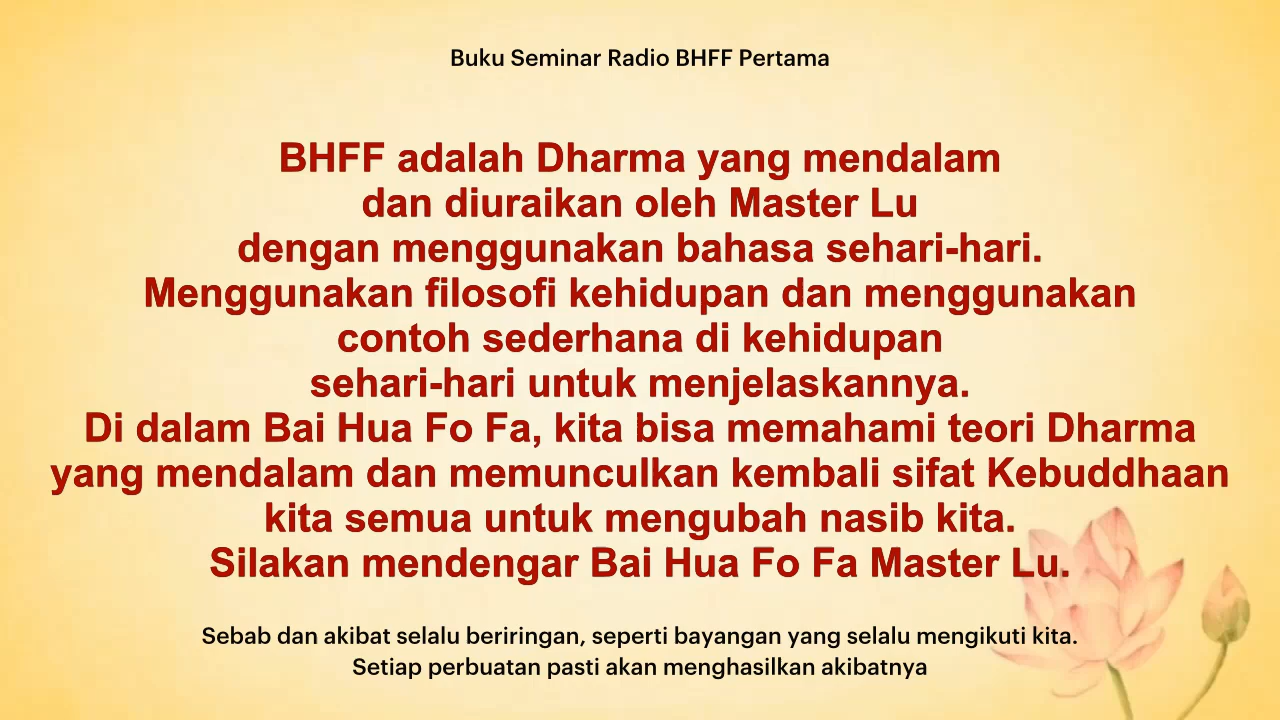 Buku Seminar Radio BHFF Pertama
BHFF adalah Dharma yang mendalam
dan diuraikan oleh Master Lu
dengan menggunakan bahasa sehari-hari.
Menggunakan filosofi kehidupan dan menggunakan
contoh sederhana di kehidupan
sehari-hari untuk menjelaskannya.
Di dalam Bai Hua Fo Fa, kita bisa memahami teori Dharma
yang mendalam dan memunculkan kembali sifat Kebuddhaan
kita semua untuk mengubah nasib kita.
Silakan mendengar Bai Hua Fo Fa Master Lu.
Sebab dan akibat selalu beriringan, seperti bayangan yang selalu mengikuti kita.
Setiap perbuatan pasti akan menghasilkan akibatnya